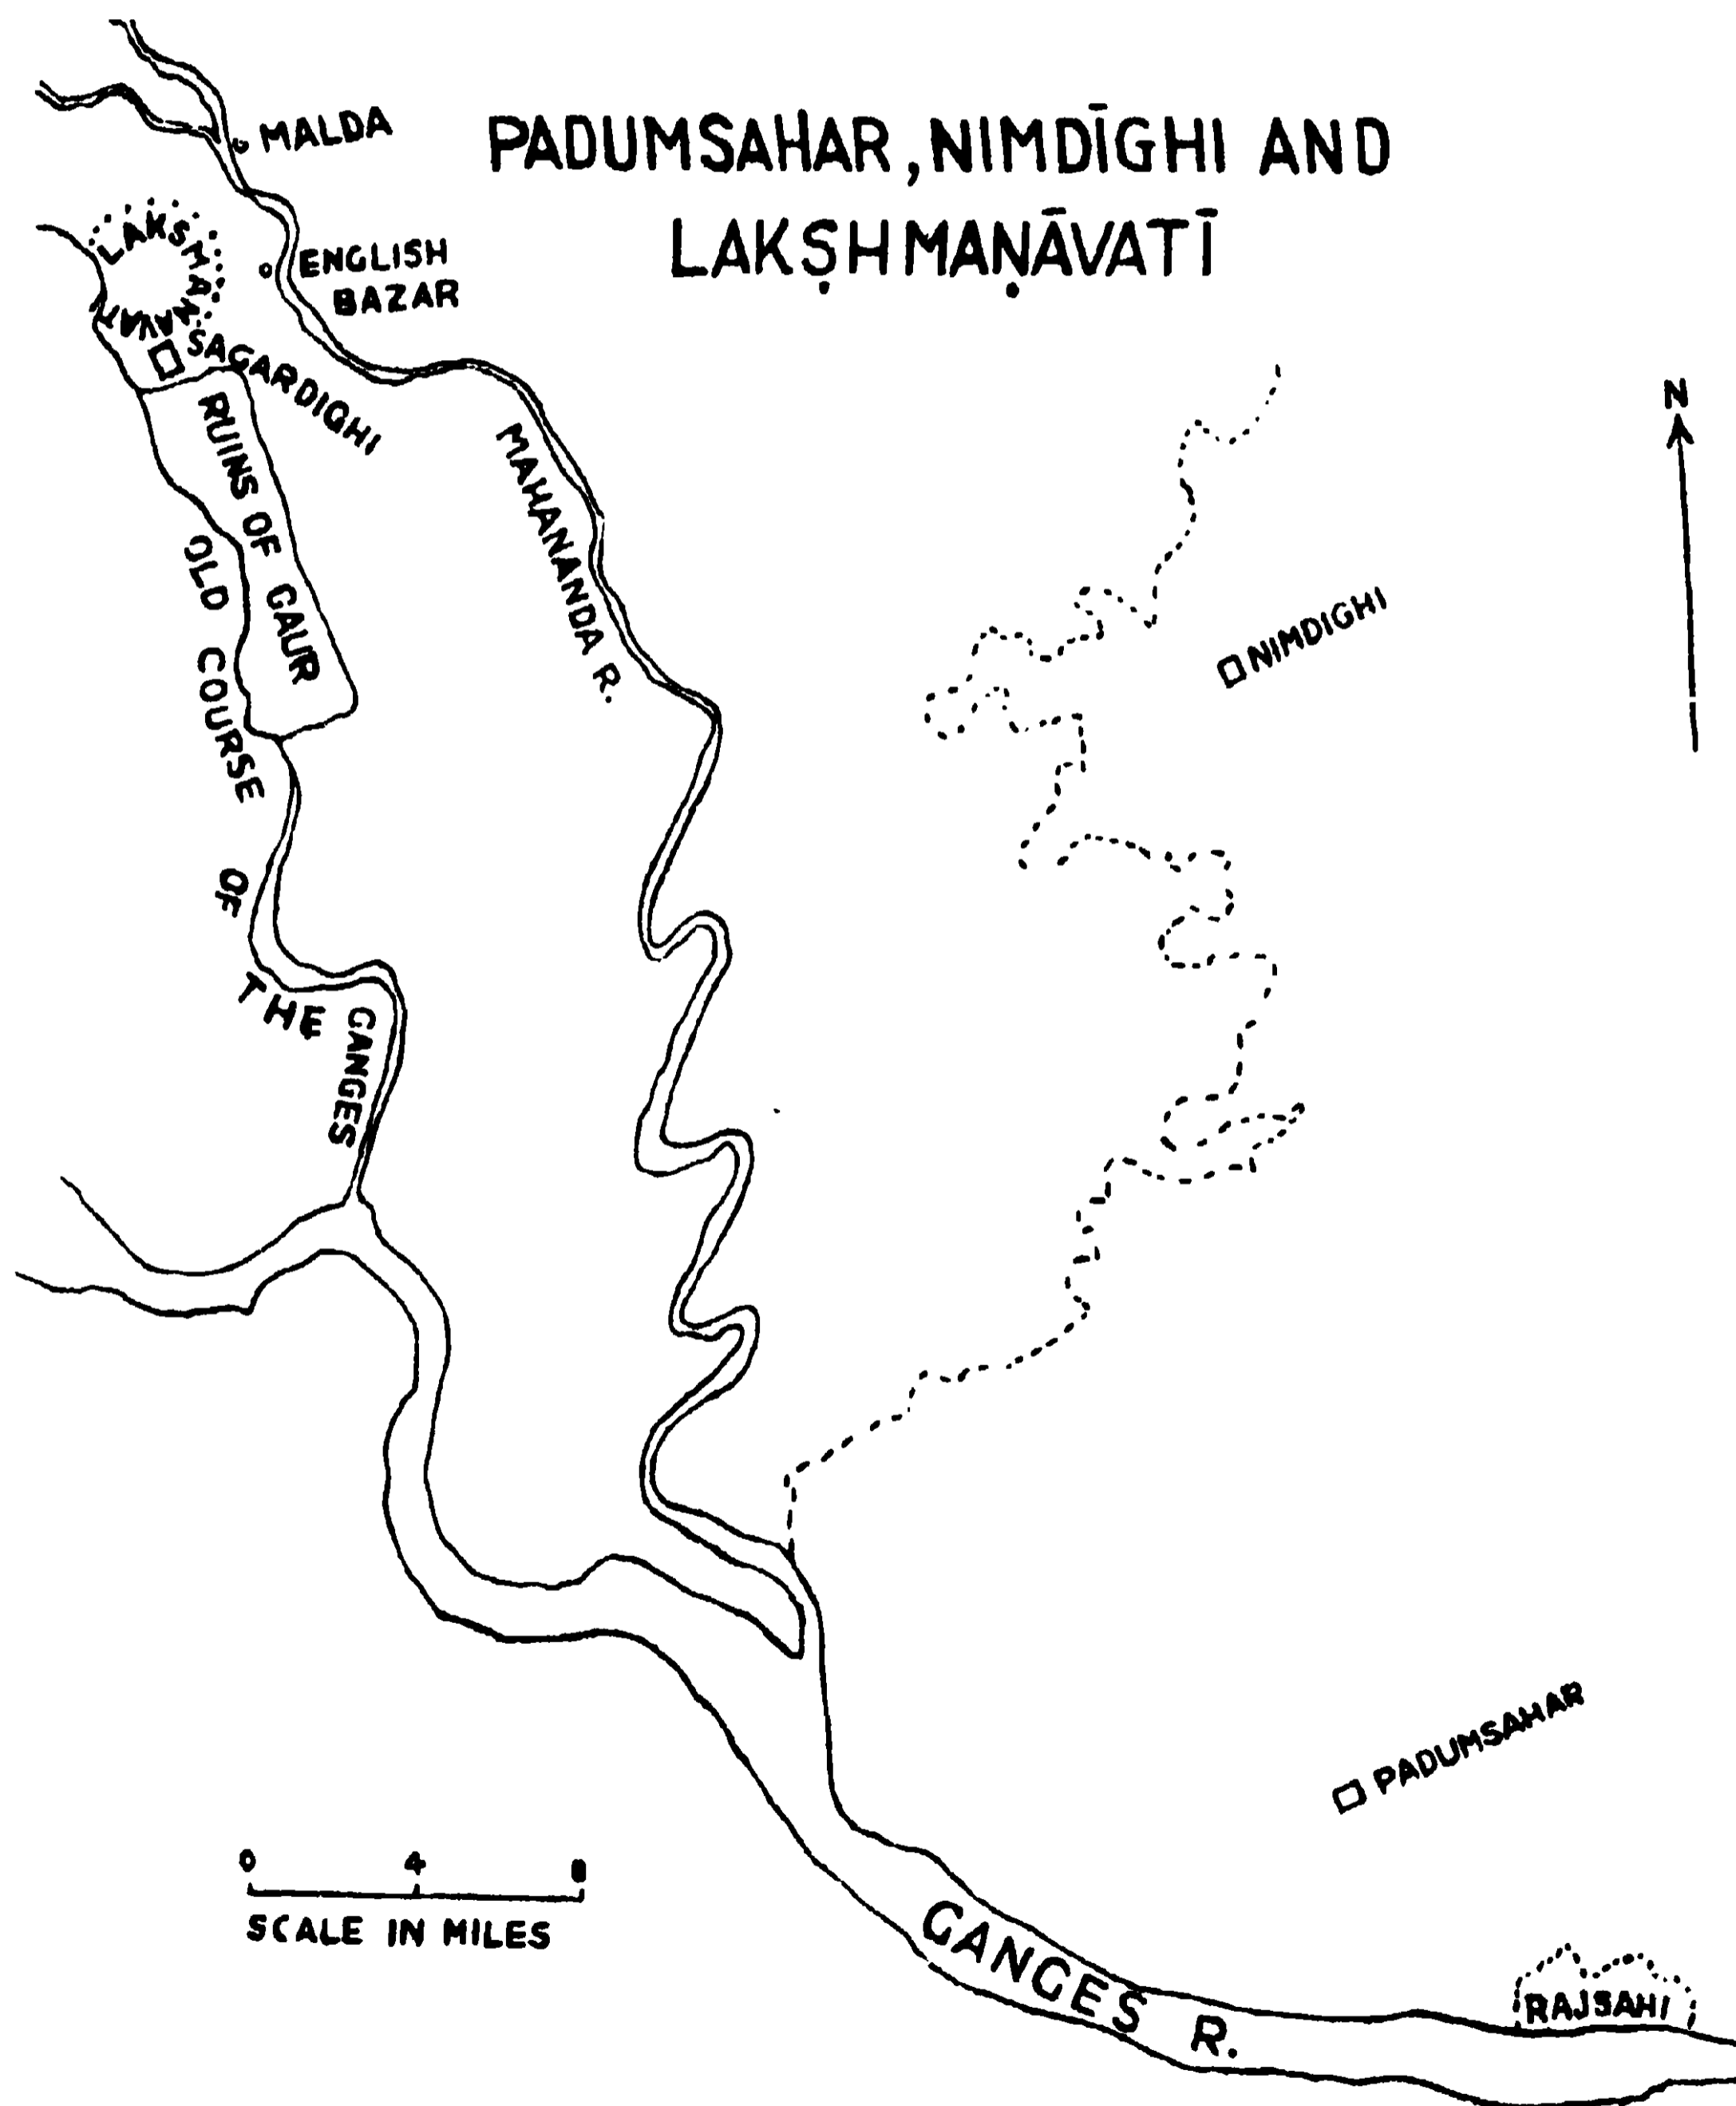 PADUMSAHAR, NIMDĪGHI AND
LAKṢHMAṆĀVATĪ
MALDA
ENGLISH
BAZAR
SAGARDIGHI
RUINS OF GAUR
OLD COURSE OF THE GANGES
MAHANANDA R.
N
NIMDIGHI
PADUMSAHAR
0 4 8
SCALE IN MILES
GANGES R.
RAJSAHI